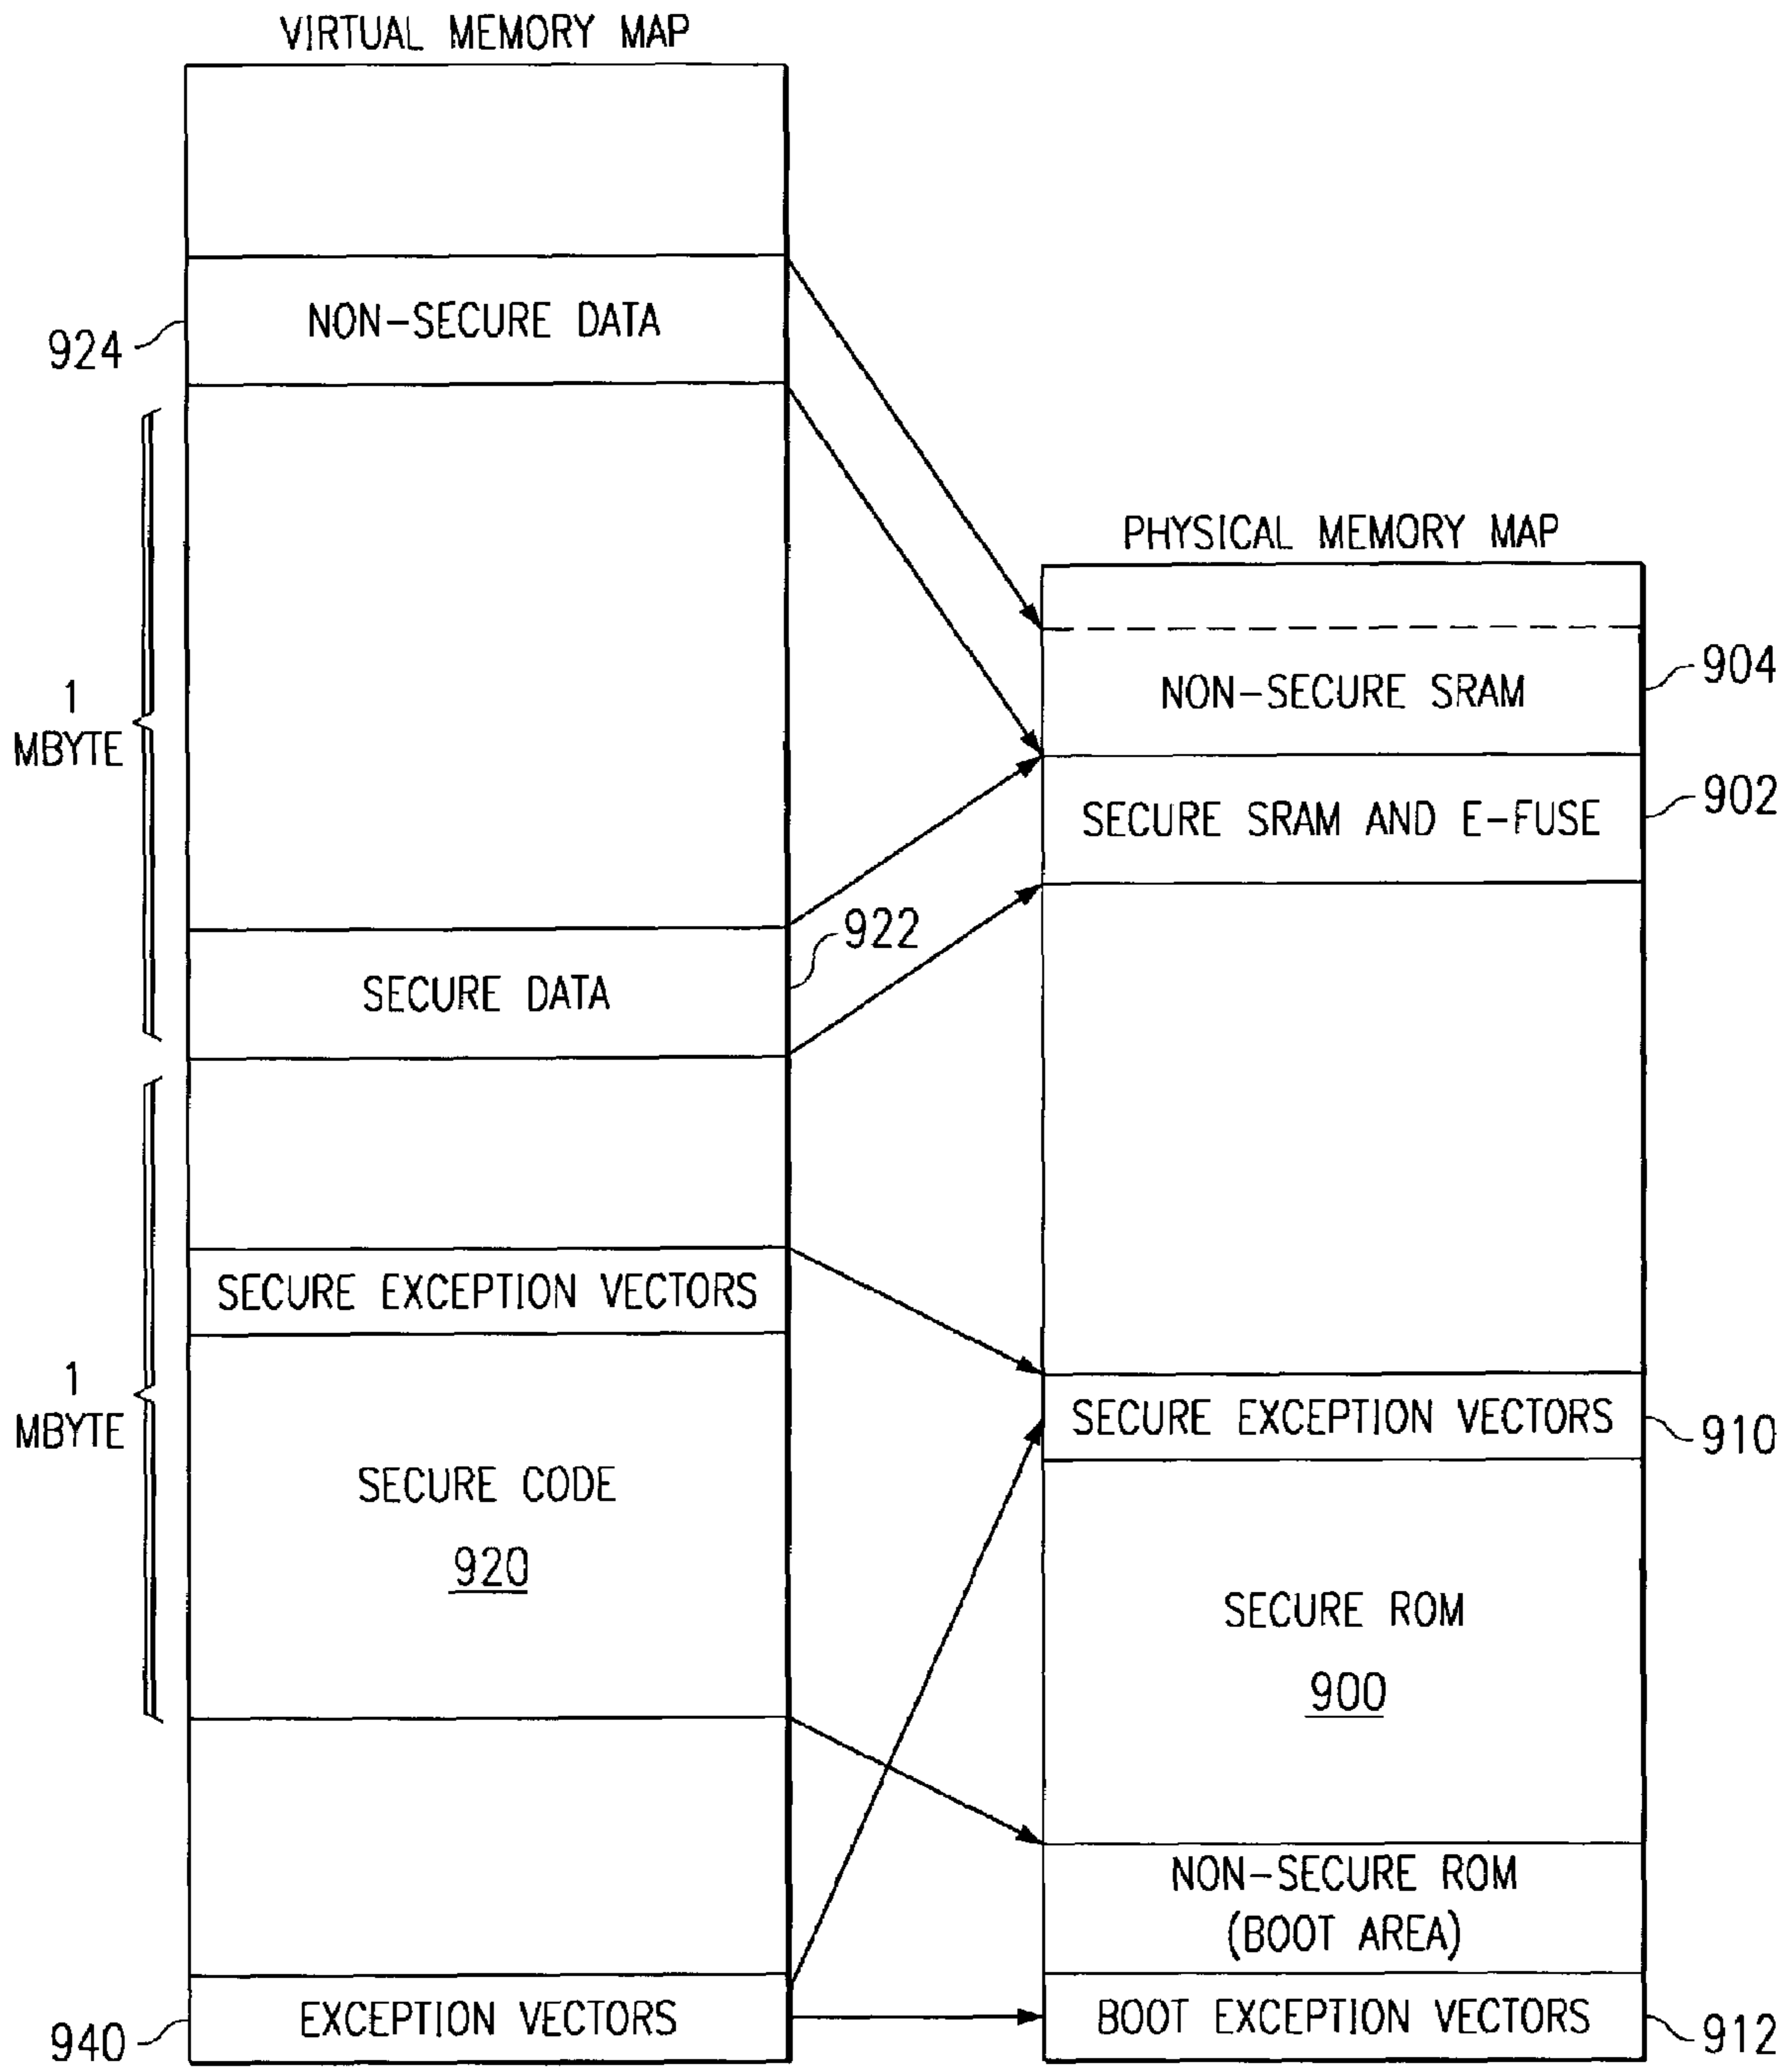 VIRTUAL MEMORY MAP
NON-SECURE DATA
924
1
MBYTE
SECURE DATA
922
SECURE EXCEPTION VECTORS
1
MBYTE
SECURE CODE
920
EXCEPTION VECTORS
940
PHYSICAL MEMORY MAP
NON-SECURE SRAM
904
SECURE SRAM AND E-FUSE
902
SECURE EXCEPTION VECTORS
910
SECURE ROM
900
NON-SECURE ROM
(BOOT AREA)
BOOT EXCEPTION VECTORS
912